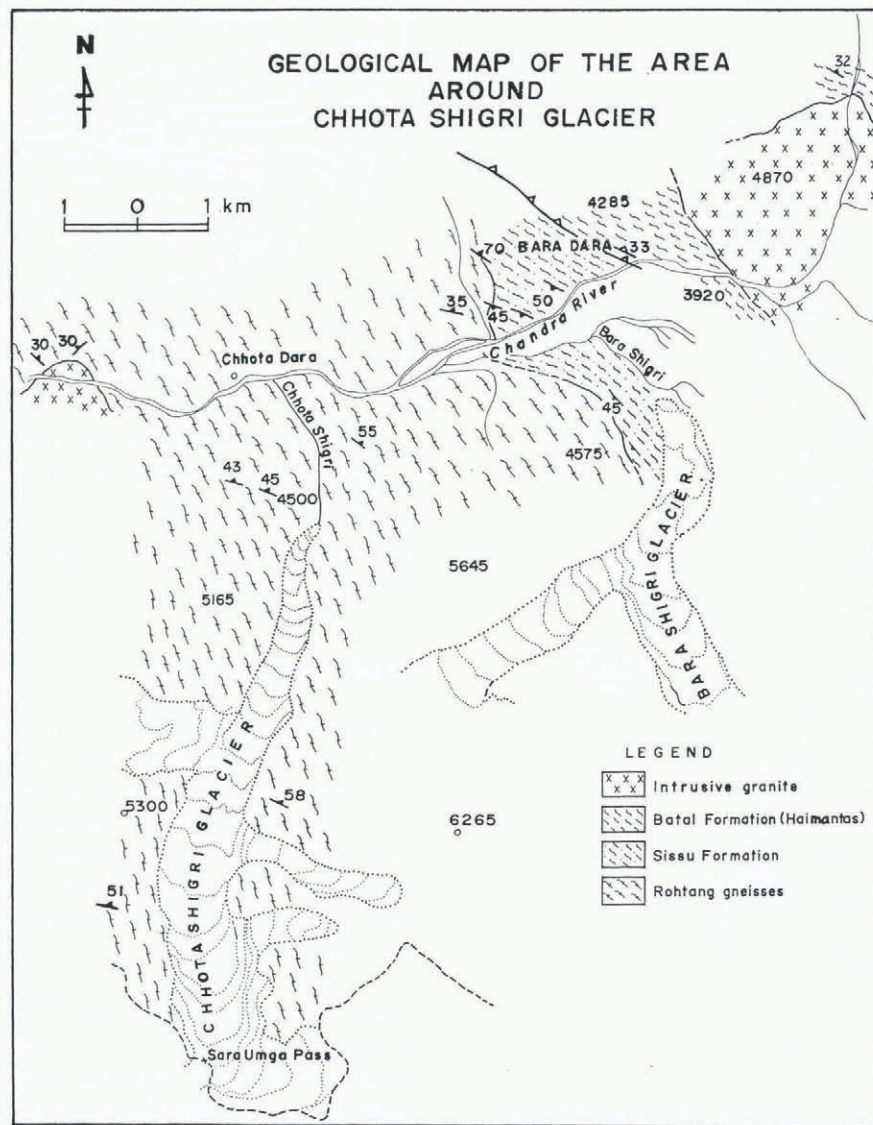 N
GEOLOGICAL MAP OF THE AREA
AROUND
CHHOTA SHIGRI GLACIER
1 0 1 km
32
4870
4285
70
BARA DARA
33
3920
50
35
45
Chandra River
Bara Shigri
30 30
Chhota Dara
Chhota Shigri
45
55
4575
43
45
4500
5645
5165
BARA SHIGRI GLACIER
CHHOTA SHIGRI GLACIER
5300
58
6265
51
Sara Umga Pass
LEGEND
Intrusive granite
Batal Formation (Haimantas)
Sissu Formation
Rohtang gneisses